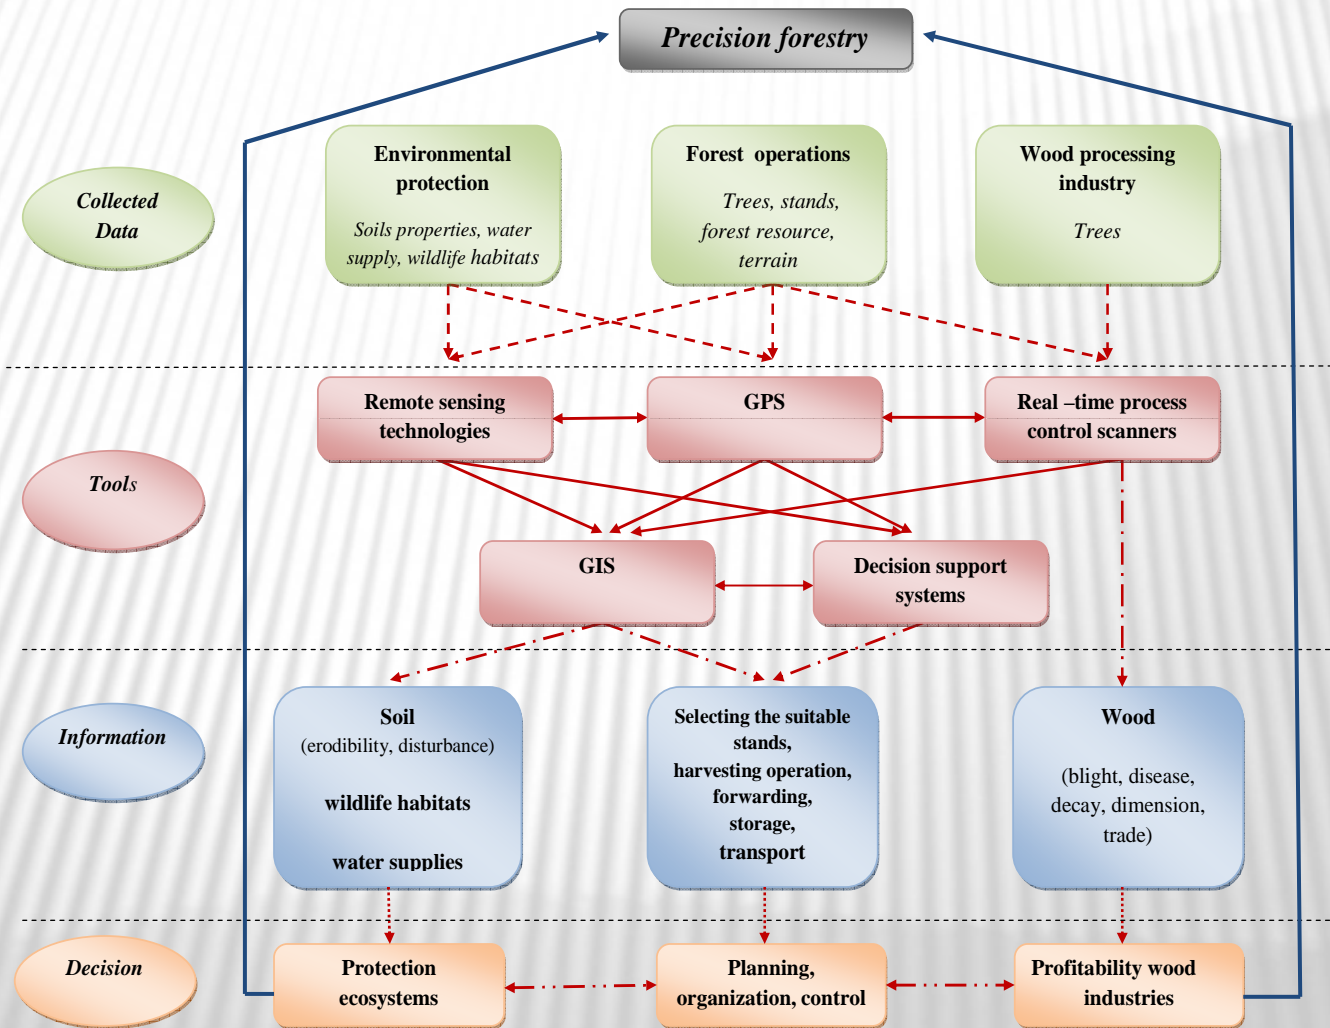 Precision forestry
Collected
Data
Environmental
protection
Soils properties, water
supply, wildlife habitats
Forest operations
Trees, stands,
forest resource,
terrain
Wood processing
industry
Trees
Tools
Remote sensing
technologies
GPS
Real –time process
control scanners
GIS
Decision support
systems
Information
Soil
(erodibility, disturbance)
wildlife habitats
water supplies
Selecting the suitable
stands,
harvesting operation,
forwarding,
storage,
transport
Wood
(blight, disease,
decay, dimension,
trade)
Decision
Protection
ecosystems
Planning,
organization, control
Profitability wood
industries